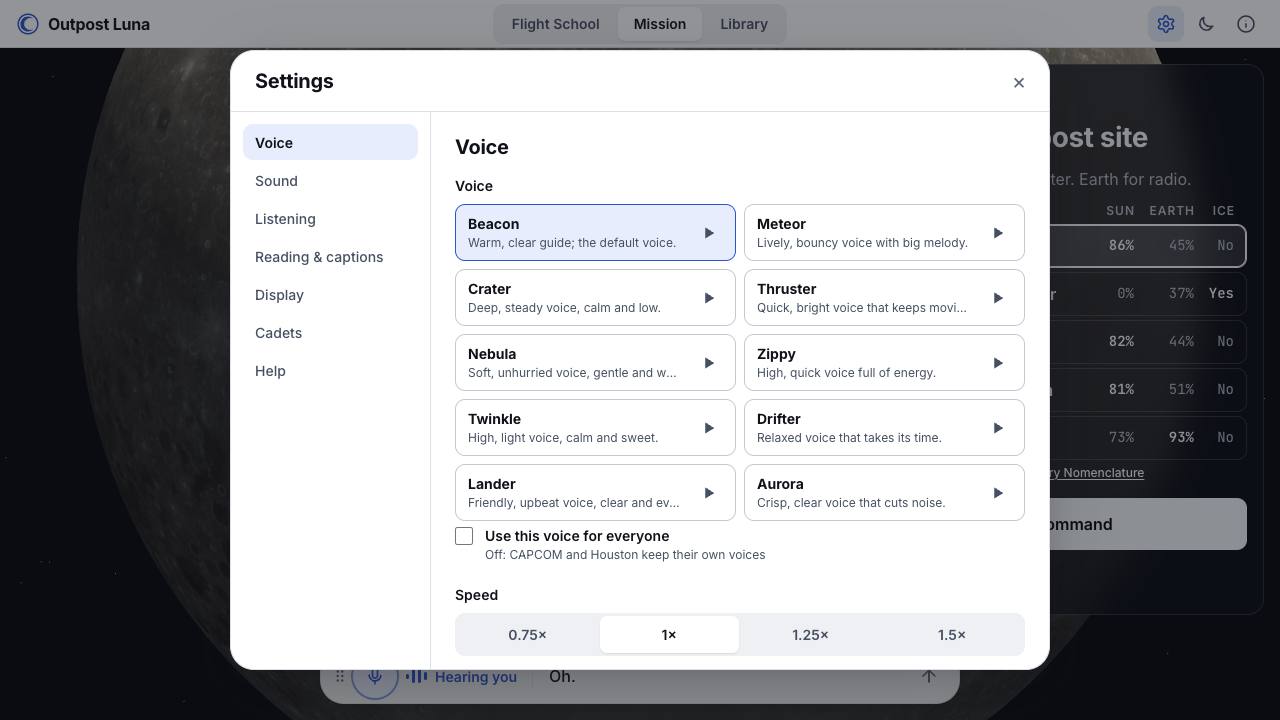 Outpost Luna
Flight School
Mission
Library
Settings
Voice
Sound
Listening
Reading & captions
Display
Cadets
Help
Voice
Voice
Beacon
Warm, clear guide; the default voice.
Meteor
Lively, bouncy voice with big melody.
Crater
Deep, steady voice, calm and low.
Thruster
Quick, bright voice that keeps movi...
Nebula
Soft, unhurried voice, gentle and w...
Zippy
High, quick voice full of energy.
Twinkle
High, light voice, calm and sweet.
Drifter
Relaxed voice that takes its time.
Lander
Friendly, upbeat voice, clear and ev...
Aurora
Crisp, clear voice that cuts noise.
Use this voice for everyone
Off: CAPCOM and Houston keep their own voices
Speed
0.75×
1×
1.25×
1.5×
site
Earth for radio.
SUN EARTH ICE
86% 45% No
0% 37% Yes
82% 44% No
81% 51% No
73% 93% No
Nomenclature
Hearing you
Oh.